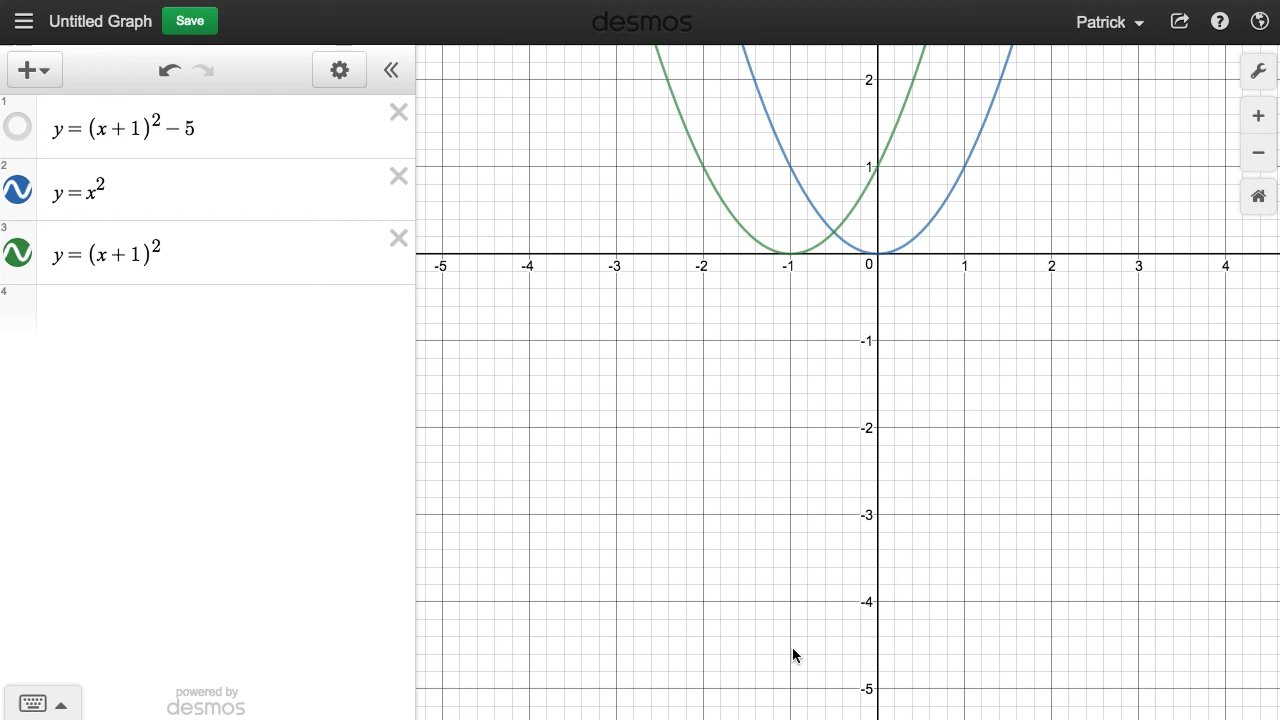 Untitled Graph Save desmos Patrick
1
y = (x + 1)² − 5
2
y = x²
3
y = (x + 1)²
4
powered by
desmos
2
1
-5 -4 -3 -2 -1 0 1 2 3 4
-1
-2
-3
-4
-5